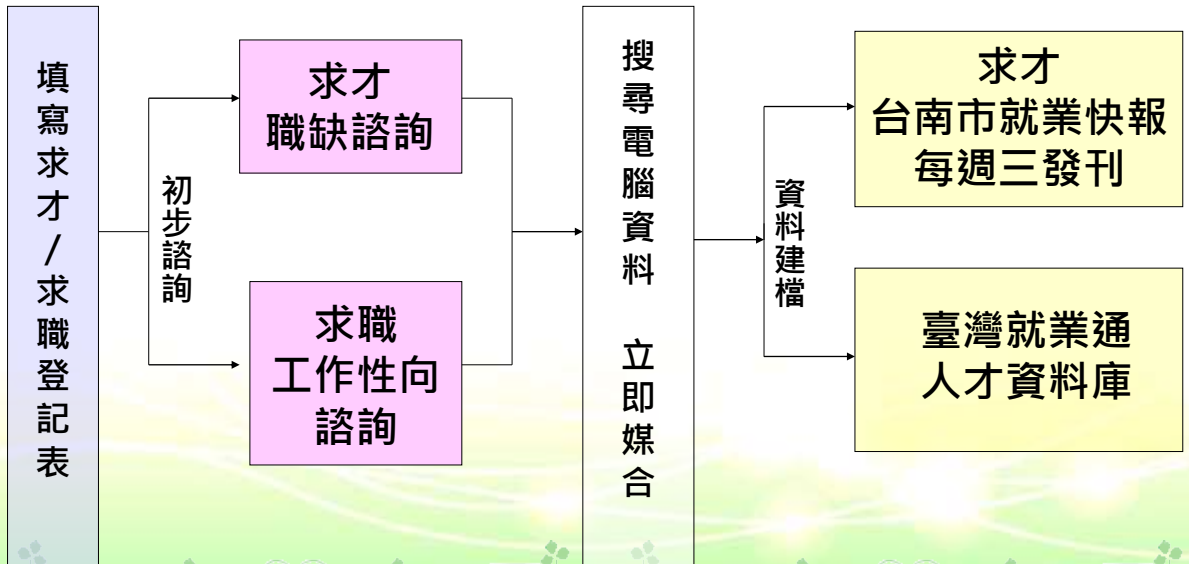 填寫求才/求職登記表
初步諮詢
求才
職缺諮詢
求職
工作性向
諮詢
搜尋電腦資料 立即媒合
資料建檔
求才
台南市就業快報
每週三發刊
臺灣就業通
人才資料庫